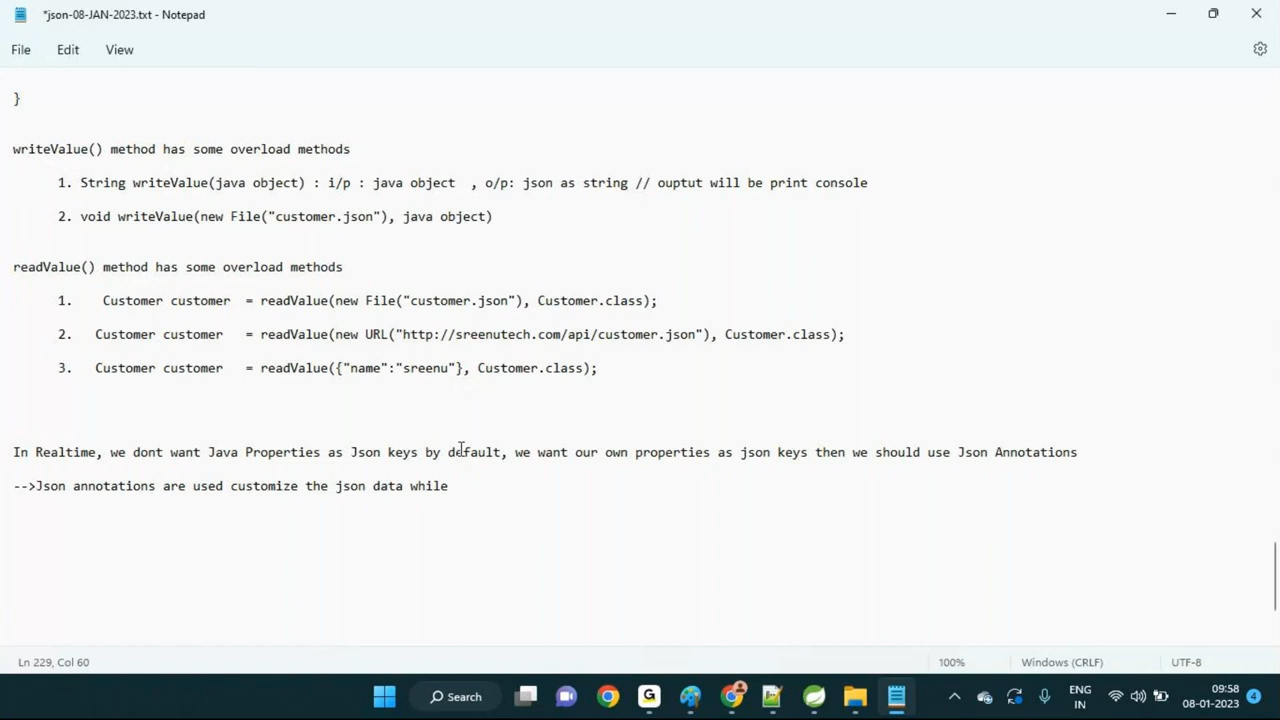 *json-08-JAN-2023.txt - Notepad
File Edit View
}
writeValue() method has some overload methods
1. String writeValue(java object) : i/p : java object , o/p: json as string // ouptut will be print console
2. void writeValue(new File("customer.json"), java object)
readValue() method has some overload methods
1. Customer customer = readValue(new File("customer.json"), Customer.class);
2. Customer customer = readValue(new URL("http://sreenutech.com/api/customer.json"), Customer.class);
3. Customer customer = readValue({"name":"sreenu"}, Customer.class);
In Realtime, we dont want Java Properties as Json keys by default, we want our own properties as json keys then we should use Json Annotations
-->Json annotations are used customize the json data while
Ln 229, Col 60 100% Windows (CRLF) UTF-8
Search G ENG IN 09:58 08-01-2023 4